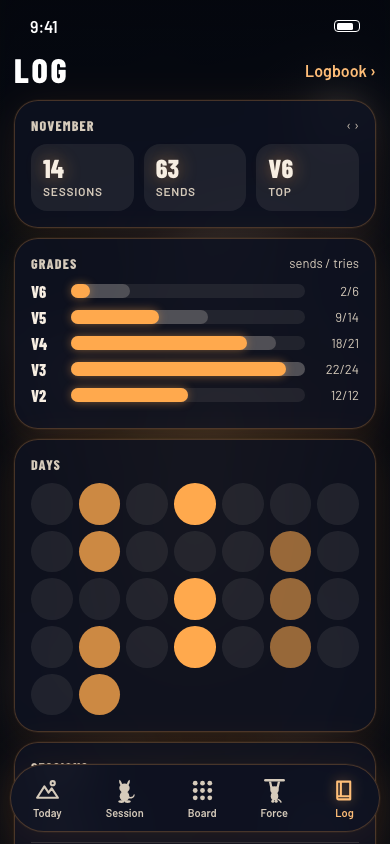 9:41
LOG
Logbook ›
NOVEMBER
‹ ›
14
63
V6
SESSIONS
SENDS
TOP
GRADES
sends / tries
V6
2/6
V5
9/14
V4
18/21
V3
22/24
V2
12/12
DAYS
Today
Session
Board
Force
Log